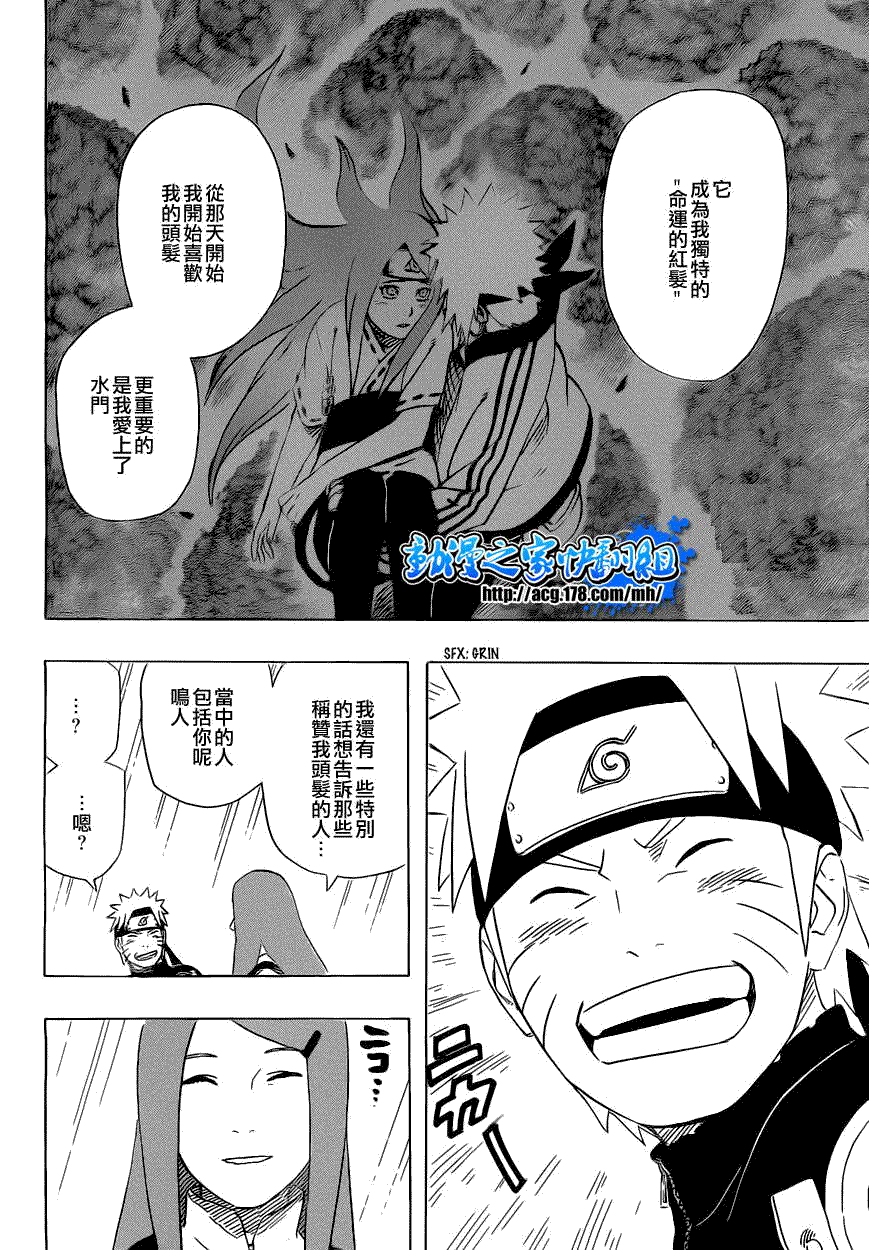 它
成為我獨特的
"命運的紅髮"
從那天開始
我開始喜歡
我的頭髮
更重要的
是我愛上了
水門
動漫之家快翻組
http://acg.178.com/mh/
SFX: GRIN
ニカー
我還有一些特別
的話想告訴那些
稱贊我頭髮的人…
當中的人
包括你呢
鳴人
…?
…嗯?
ニコ…